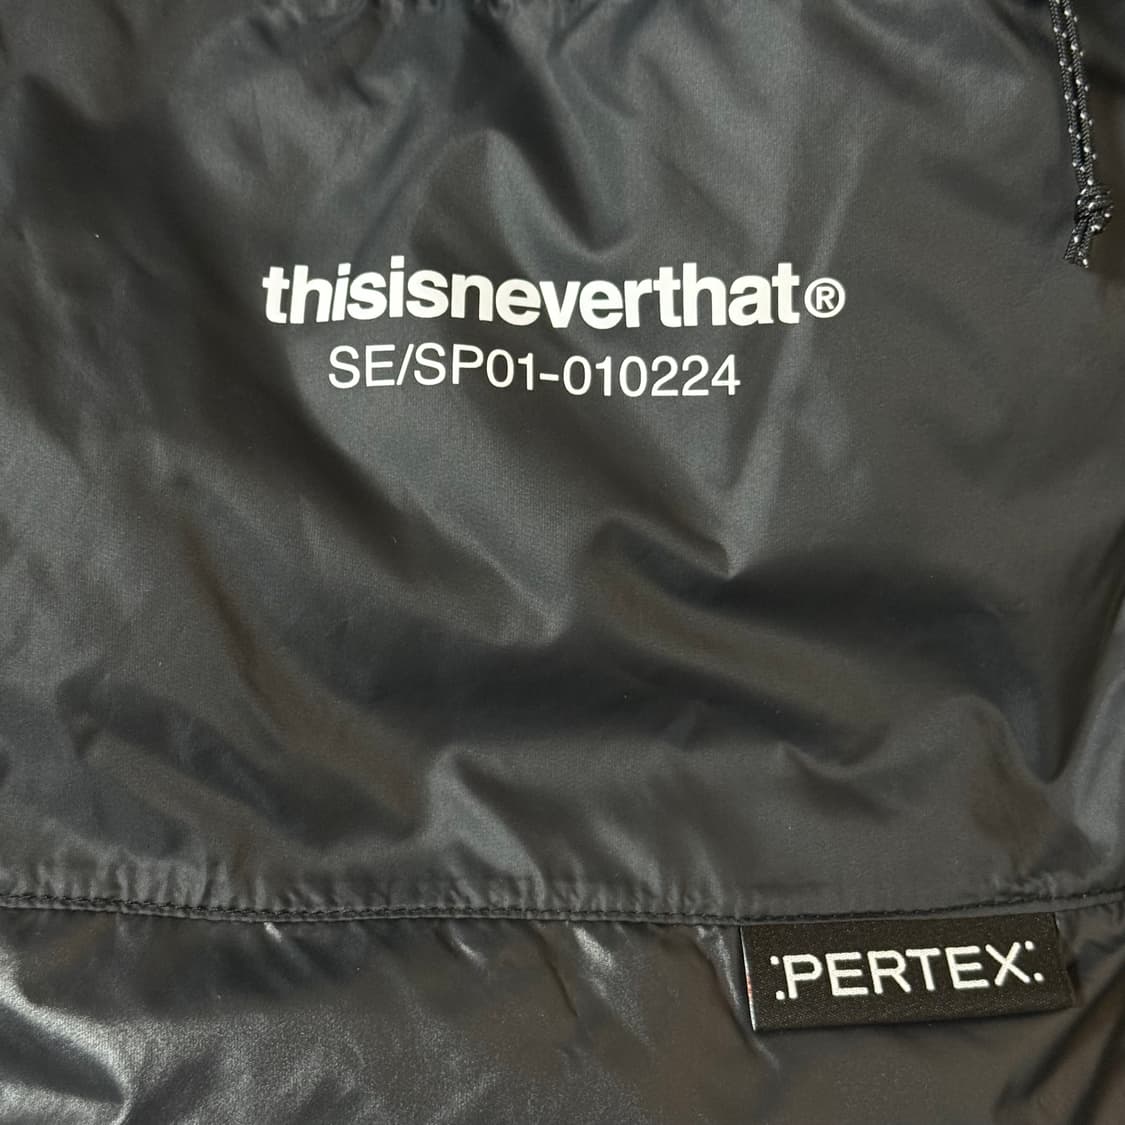 thisisneverthat®
SE/SP01-010224
PERTEX